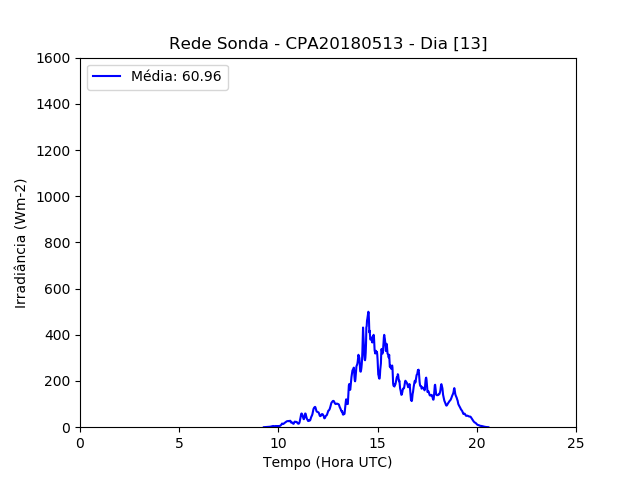 Rede Sonda - CPA20180513 - Dia [13]
Média: 60.96
1600
1400
1200
1000
800
600
400
200
0
Irradiância (Wm-2)
0 5 10 15 20 25
Tempo (Hora UTC)